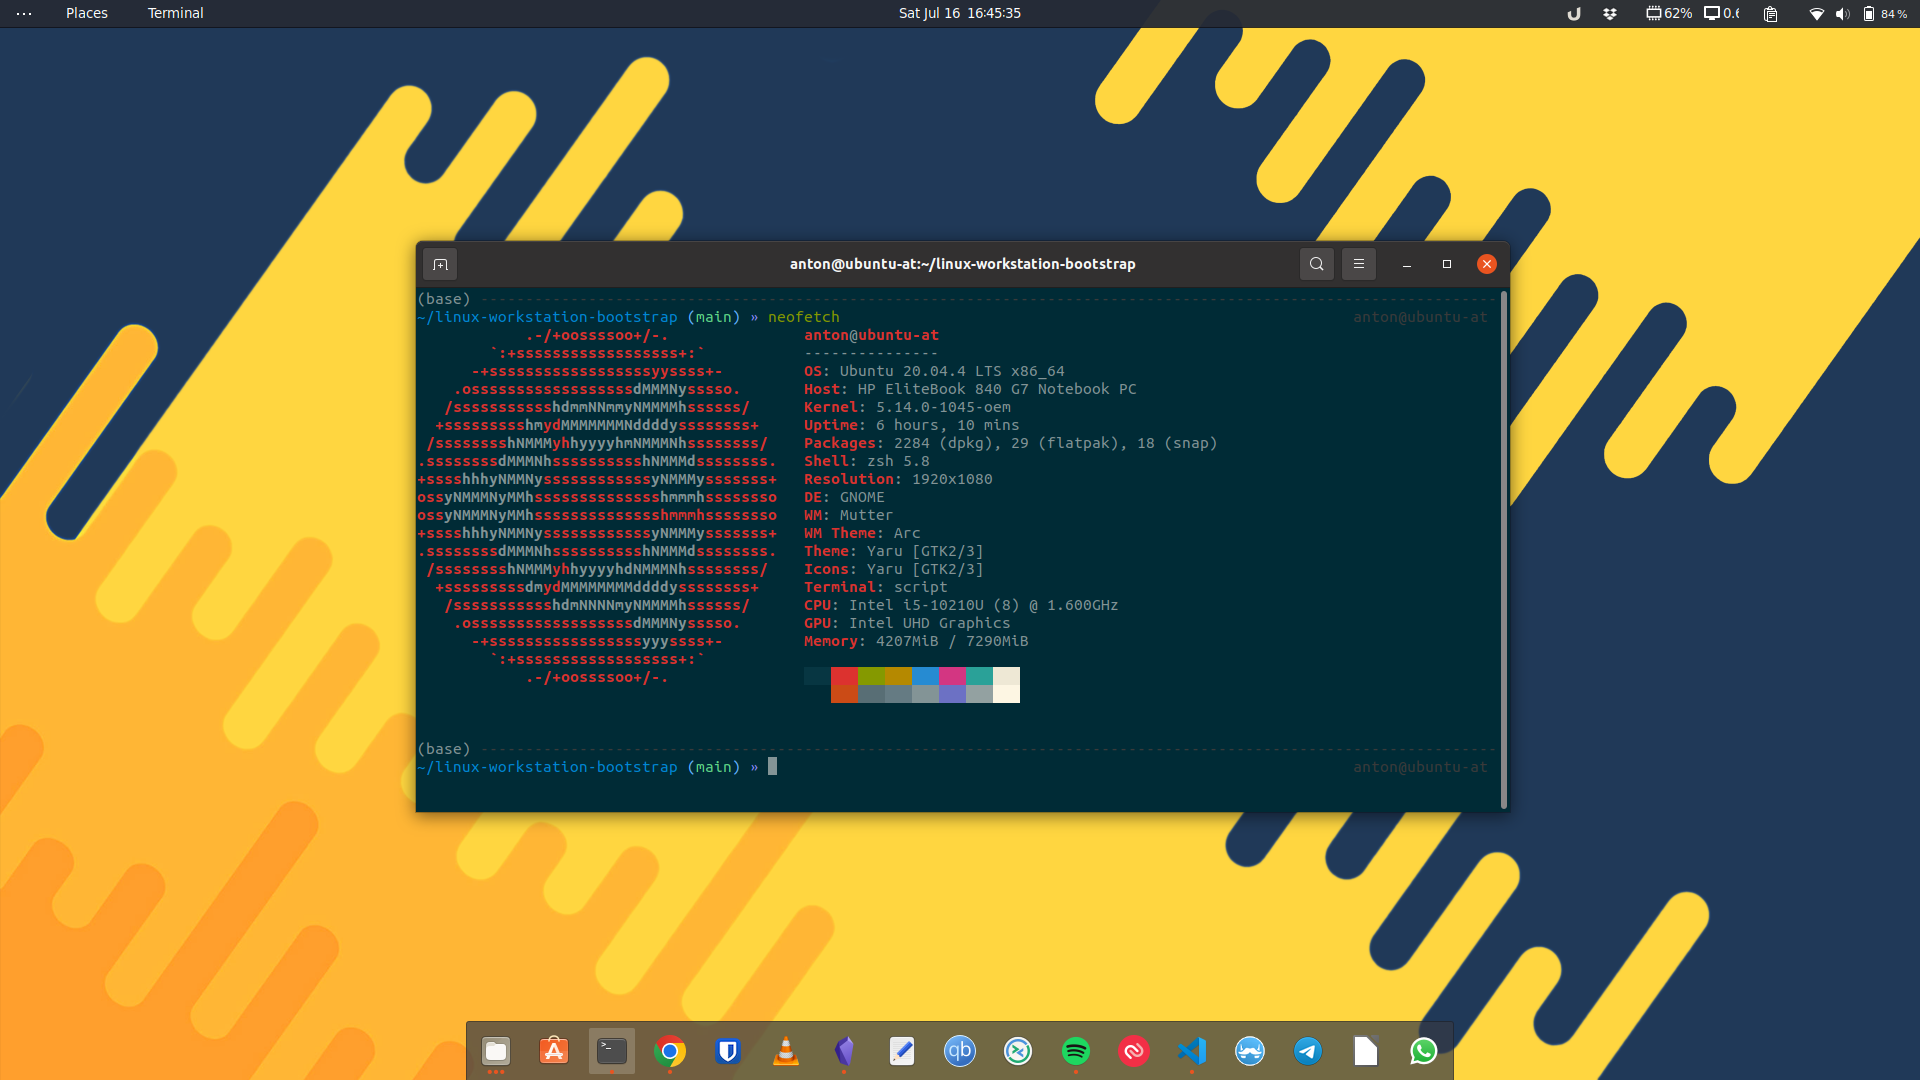 Places Terminal Sat Jul 16 16:45:35 62% 0.6 84 %
anton@ubuntu-at:~/linux-workstation-bootstrap
(base) 
~/linux-workstation-bootstrap (main) » neofetch anton@ubuntu-at
.-/+oossssoo+/-. anton@ubuntu-at
`:+ssssssssssssssssss+:` ---------------
-+ssssssssssssssssssyyssss+- OS: Ubuntu 20.04.4 LTS x86_64
.ossssssssssssssssssdMMMNysssso. Host: HP EliteBook 840 G7 Notebook PC
/ssssssssssshdmmNNmmyNMMMMhssssss/ Kernel: 5.14.0-1045-oem
+ssssssssshmydMMMMMMMNddddyssssssss+ Uptime: 6 hours, 10 mins
/sssssssshNMMMyhhyyyyhmNMMMNhssssssss/ Packages: 2284 (dpkg), 29 (flatpak), 18 (snap)
.ssssssssdMMMNhsssssssssshNMMMdssssssss. Shell: zsh 5.8
+sssshhhyNMMNyssssssssssssyNMMMysssssss+ Resolution: 1920x1080
ossyNMMMNyMMhsssssssssssssshmmmhssssssso DE: GNOME
ossyNMMMNyMMhsssssssssssssshmmmhssssssso WM: Mutter
+sssshhhyNMMNyssssssssssssyNMMMysssssss+ WM Theme: Arc
.ssssssssdMMMNhsssssssssshNMMMdssssssss. Theme: Yaru [GTK2/3]
/sssssssshNMMMyhhyyyyhdNMMMNhssssssss/ Icons: Yaru [GTK2/3]
+sssssssssdmydMMMMMMMMddddyssssssss+ Terminal: script
/ssssssssssshdmNNNNmyNMMMMhssssss/ CPU: Intel i5-10210U (8) @ 1.600GHz
.ossssssssssssssssssdMMMNysssso. GPU: Intel UHD Graphics
-+sssssssssssssssssyyyssss+- Memory: 4207MiB / 7290MiB
`:+ssssssssssssssssss+:`
.-/+oossssoo+/-.
(base)
~/linux-workstation-bootstrap (main) » anton@ubuntu-at
qb